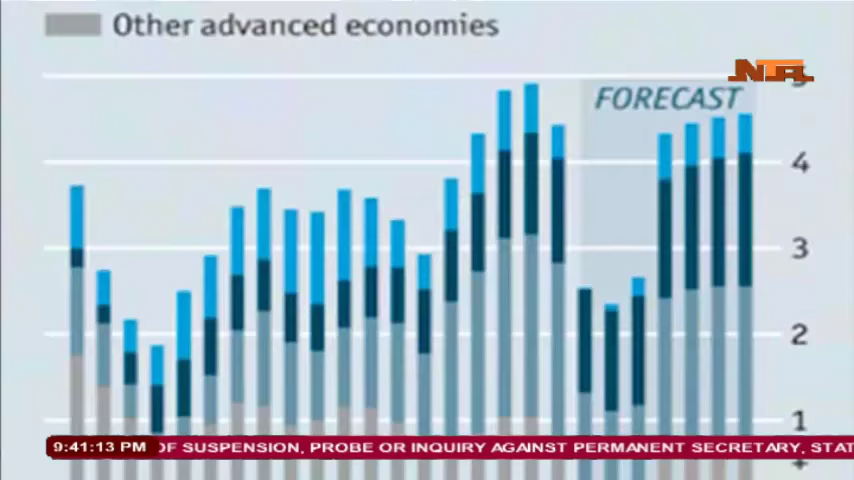 Other advanced economies
NTA
5
FORECAST
4
3
2
1
9:41:13 PM OF SUSPENSION, PROBE OR INQUIRY AGAINST PERMANENT SECRETARY, STAT